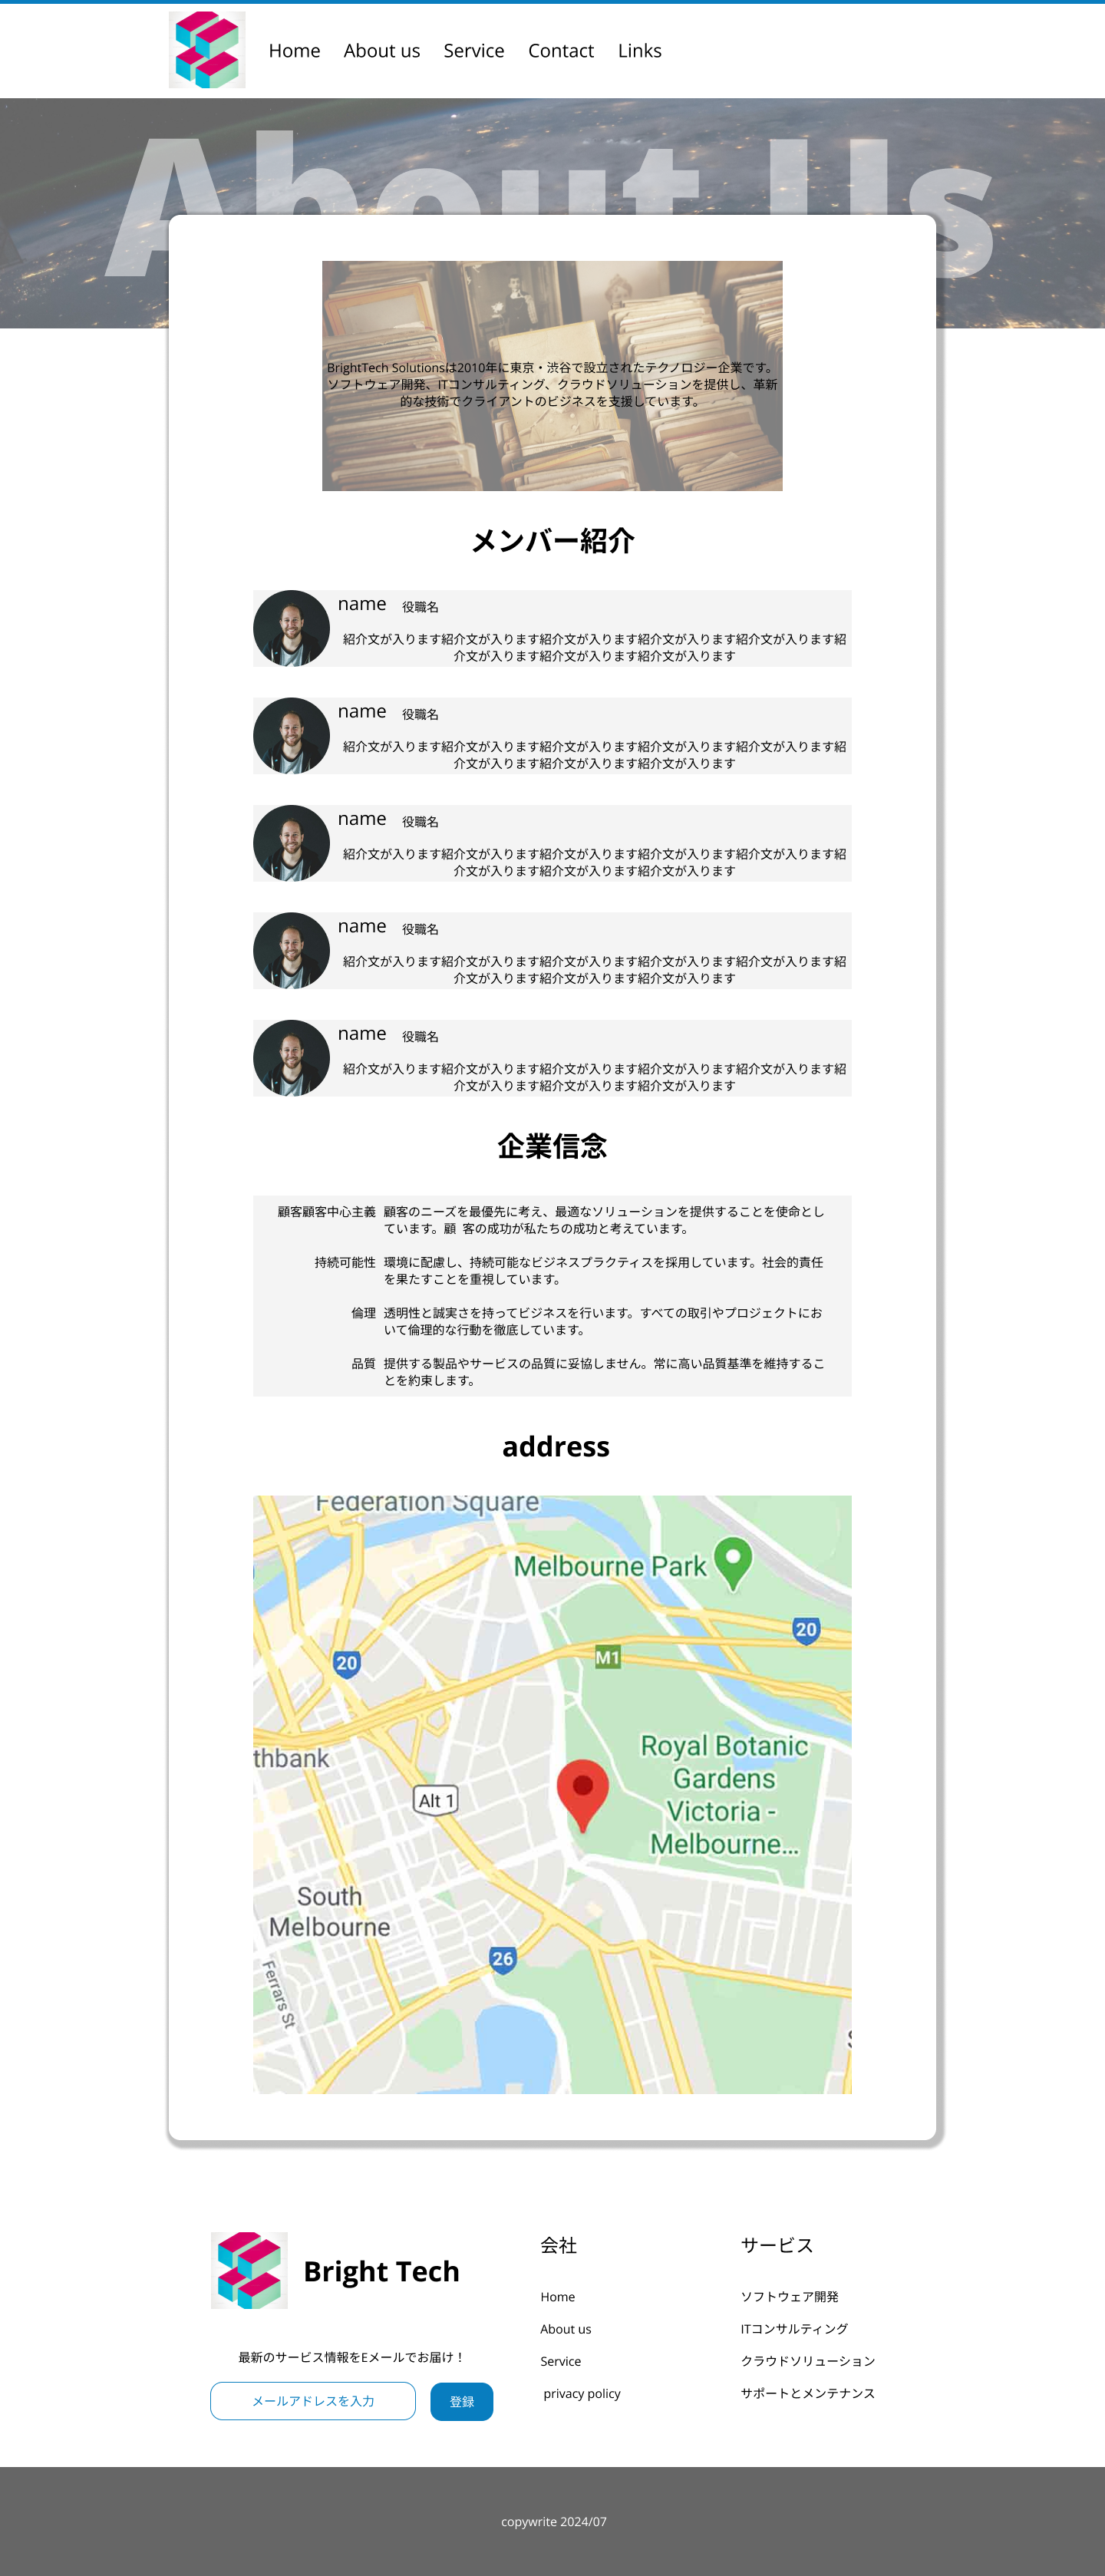 Home About us Service Contact Links
About Us
BrightTech Solutionsは2010年に東京・渋谷で設立されたテクノロジー企業です。
ソフトウェア開発、ITコンサルティング、クラウドソリューションを提供し、革新
的な技術でクライアントのビジネスを支援しています。
メンバー紹介
name 役職名
紹介文が入ります紹介文が入ります紹介文が入ります紹介文が入ります紹介文が入ります紹
介文が入ります紹介文が入ります紹介文が入ります
name 役職名
紹介文が入ります紹介文が入ります紹介文が入ります紹介文が入ります紹介文が入ります紹
介文が入ります紹介文が入ります紹介文が入ります
name 役職名
紹介文が入ります紹介文が入ります紹介文が入ります紹介文が入ります紹介文が入ります紹
介文が入ります紹介文が入ります紹介文が入ります
name 役職名
紹介文が入ります紹介文が入ります紹介文が入ります紹介文が入ります紹介文が入ります紹
介文が入ります紹介文が入ります紹介文が入ります
name 役職名
紹介文が入ります紹介文が入ります紹介文が入ります紹介文が入ります紹介文が入ります紹
介文が入ります紹介文が入ります紹介文が入ります
企業信念
顧客顧客中心主義 顧客のニーズを最優先に考え、最適なソリューションを提供することを使命とし
ています。顧 客の成功が私たちの成功と考えています。
持続可能性 環境に配慮し、持続可能なビジネスプラクティスを採用しています。社会的責任
を果たすことを重視しています。
倫理 透明性と誠実さを持ってビジネスを行います。すべての取引やプロジェクトにお
いて倫理的な行動を徹底しています。
品質 提供する製品やサービスの品質に妥協しません。常に高い品質基準を維持するこ
とを約束します。
address
Federation Square
Melbourne Park
20
M1
20
Royal Botanic
thbank
Gardens
Alt 1
Victoria -
Melbourne...
South
Melbourne
26
Ferrars St
Bright Tech
最新のサービス情報をEメールでお届け！
メールアドレスを入力 登録
会社
Home
About us
Service
privacy policy
サービス
ソフトウェア開発
ITコンサルティング
クラウドソリューション
サポートとメンテナンス
copywrite 2024/07